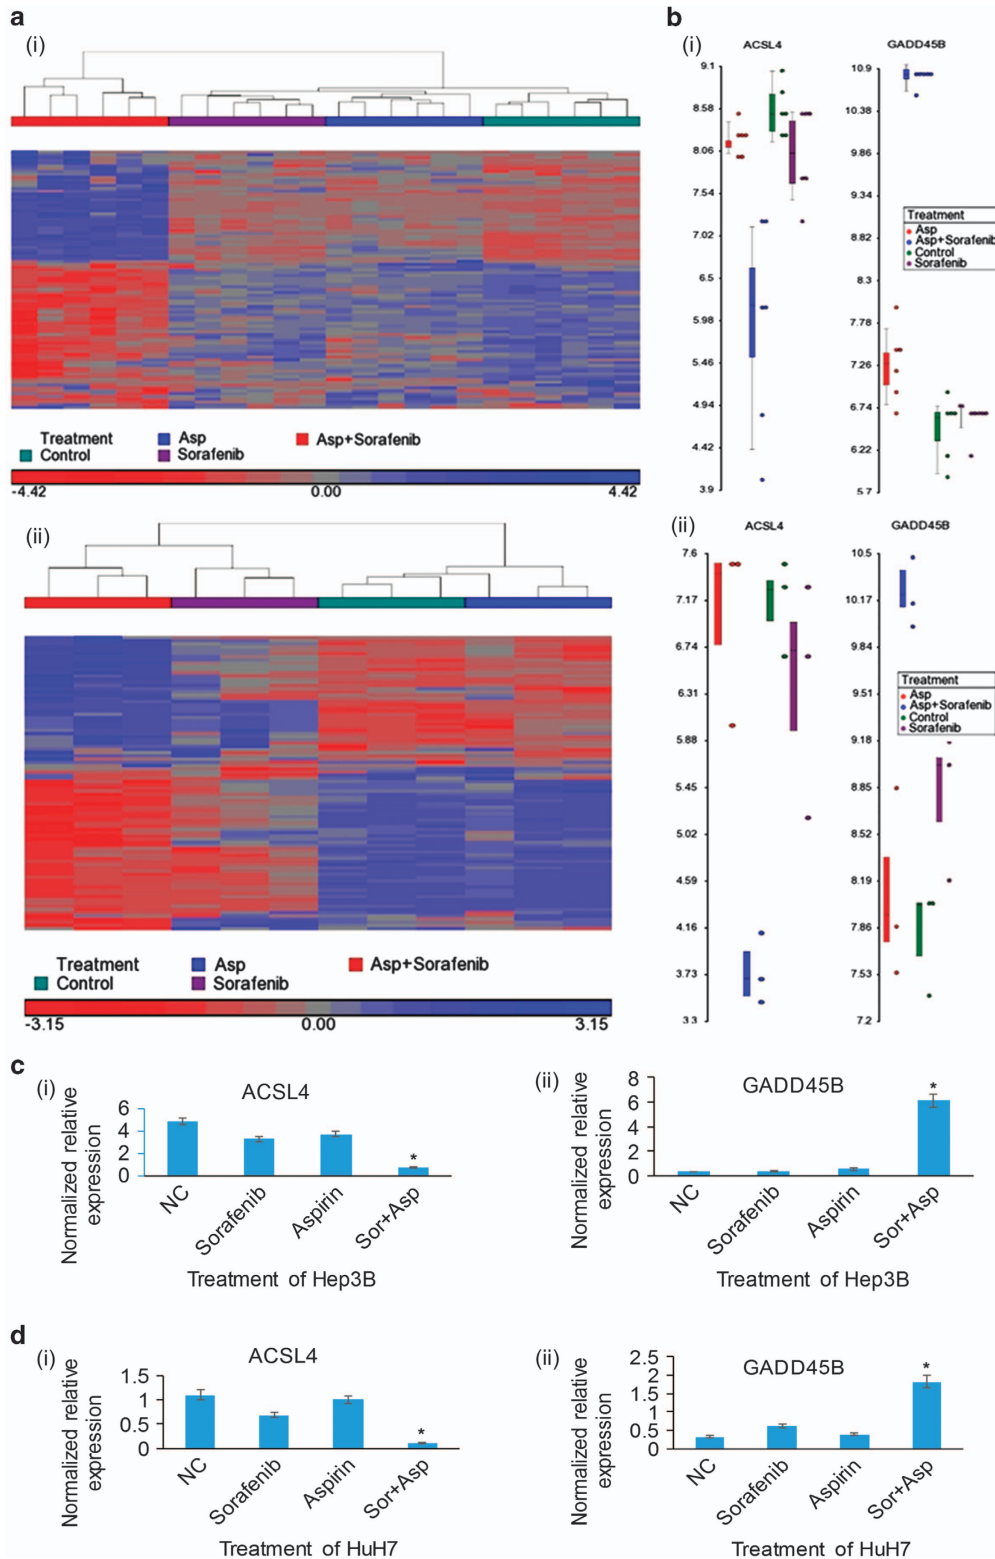 a
(i)
Treatment Asp Asp+Sorafenib
Control Sorafenib
-4.42 0.00 4.42
(ii)
Treatment Asp Asp+Sorafenib
Control Sorafenib
-3.15 0.00 3.15
b
(i)
ACSL4
9.1
8.58
8.06
7.54
7.02
6.5
5.98
5.46
4.94
4.42
3.9
GADD45B
10.9
10.38
9.86
9.34
8.82
8.3
7.78
7.26
6.74
6.22
5.7
Treatment
Asp
Asp+Sorafenib
Control
Sorafenib
(ii)
ACSL4
7.6
7.17
6.74
6.31
5.88
5.45
5.02
4.59
4.16
3.73
3.3
GADD45B
10.5
10.17
9.84
9.51
9.18
8.85
8.52
8.19
7.86
7.53
7.2
Treatment
Asp
Asp+Sorafenib
Control
Sorafenib
c
(i)
ACSL4
Normalized relative
expression
6
4
2
0
*
NC Sorafenib Aspirin Sor+Asp
Treatment of Hep3B
(ii)
GADD45B
Normalized relative
expression
8
6
4
2
0
*
NC Sorafenib Aspirin Sor+Asp
Treatment of Hep3B
d
(i)
ACSL4
Normalized relative
expression
1.5
1
0.5
0
*
NC Sorafenib Aspirin Sor+Asp
Treatment of HuH7
(ii)
GADD45B
Normalized relative
expression
2.5
2
1.5
1
0.5
0
*
NC Sorafenib Aspirin Sor+Asp
Treatment of HuH7